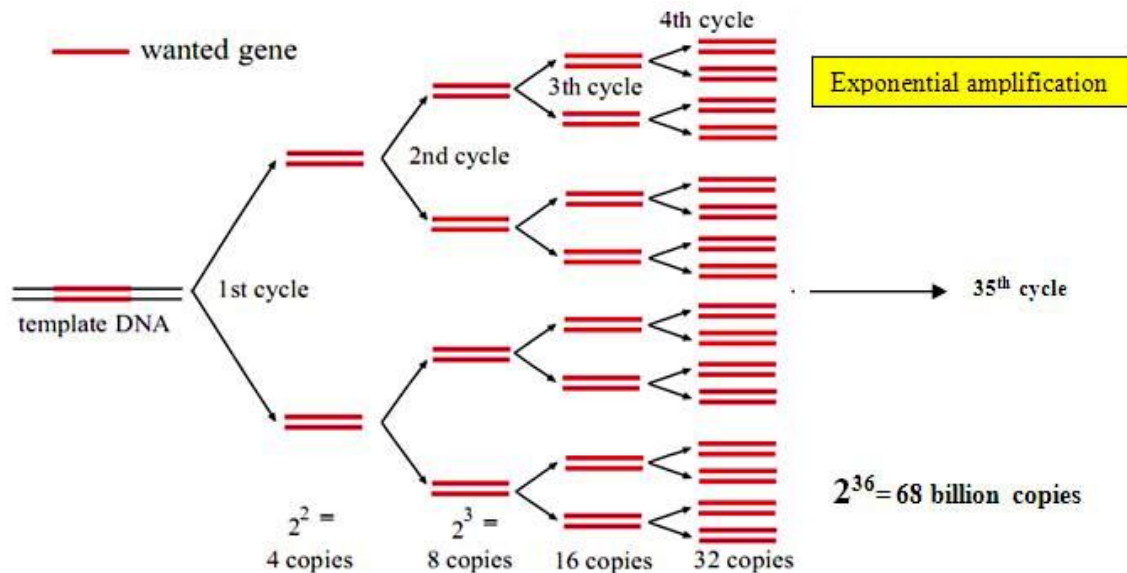 4th cycle
wanted gene
Exponential amplification
3th cycle
2nd cycle
1st cycle
template DNA
35th cycle
2^36 = 68 billion copies
2^2 =
4 copies
2^3 =
8 copies
16 copies
32 copies